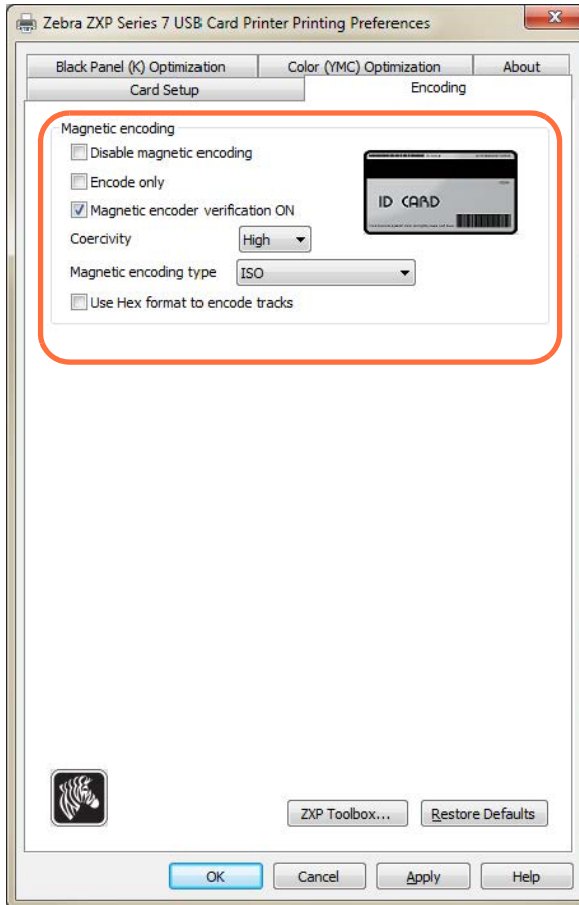 Zebra ZXP Series 7 USB Card Printer Printing Preferences
Black Panel (K) Optimization
Color (YMC) Optimization
About
Card Setup
Encoding
Magnetic encoding
Disable magnetic encoding
Encode only
Magnetic encoder verification ON
Coercivity
High
Magnetic encoding type
ISO
Use Hex format to encode tracks
ID CARD
ZXP Toolbox...
Restore Defaults
OK
Cancel
Apply
Help